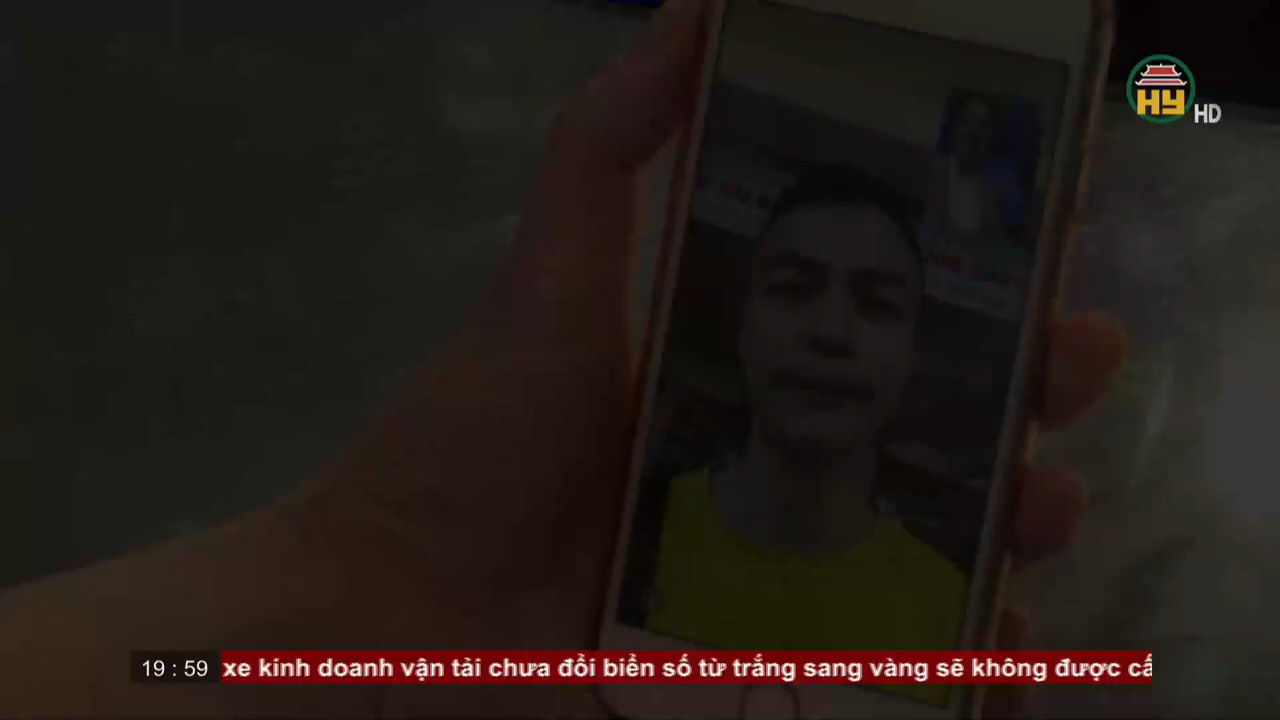 HY
HD
19 : 59 xe kinh doanh vận tải chưa đổi biển số từ trắng sang vàng sẽ không được cấ